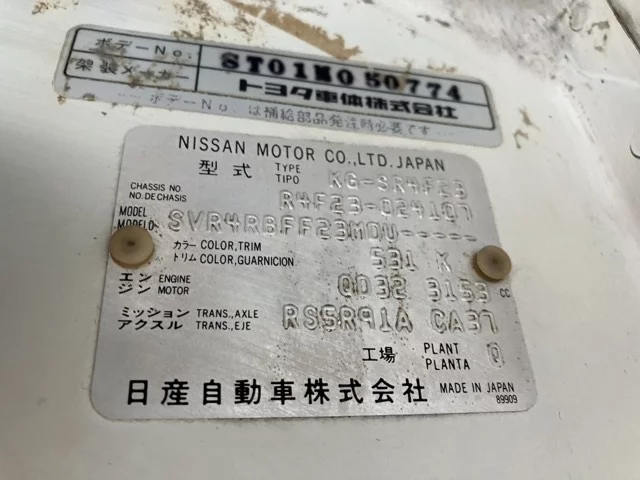 ボデーNo. ST01M050774
架装メーカー トヨタ車体株式会社
ボデーNo.は補給部品発注時必要です
NISSAN MOTOR CO.,LTD.JAPAN
型式 TYPE TIPO KG-SR4F23
CHASSIS NO. NO.DE CHASIS R4F23-024107
MODEL MODELO: SVR4RBFF23MDU-----
カラー COLOR,TRIM
トリム COLOR,GUARNICION 531 K
エンジン ENGINE MOTOR QD32 3153 CC
ミッション TRANS.,AXLE
アクスル TRANS.,EJE RS5R91A CA37
工場 PLANT PLANTA Q
日産自動車株式会社 MADE IN JAPAN
89909